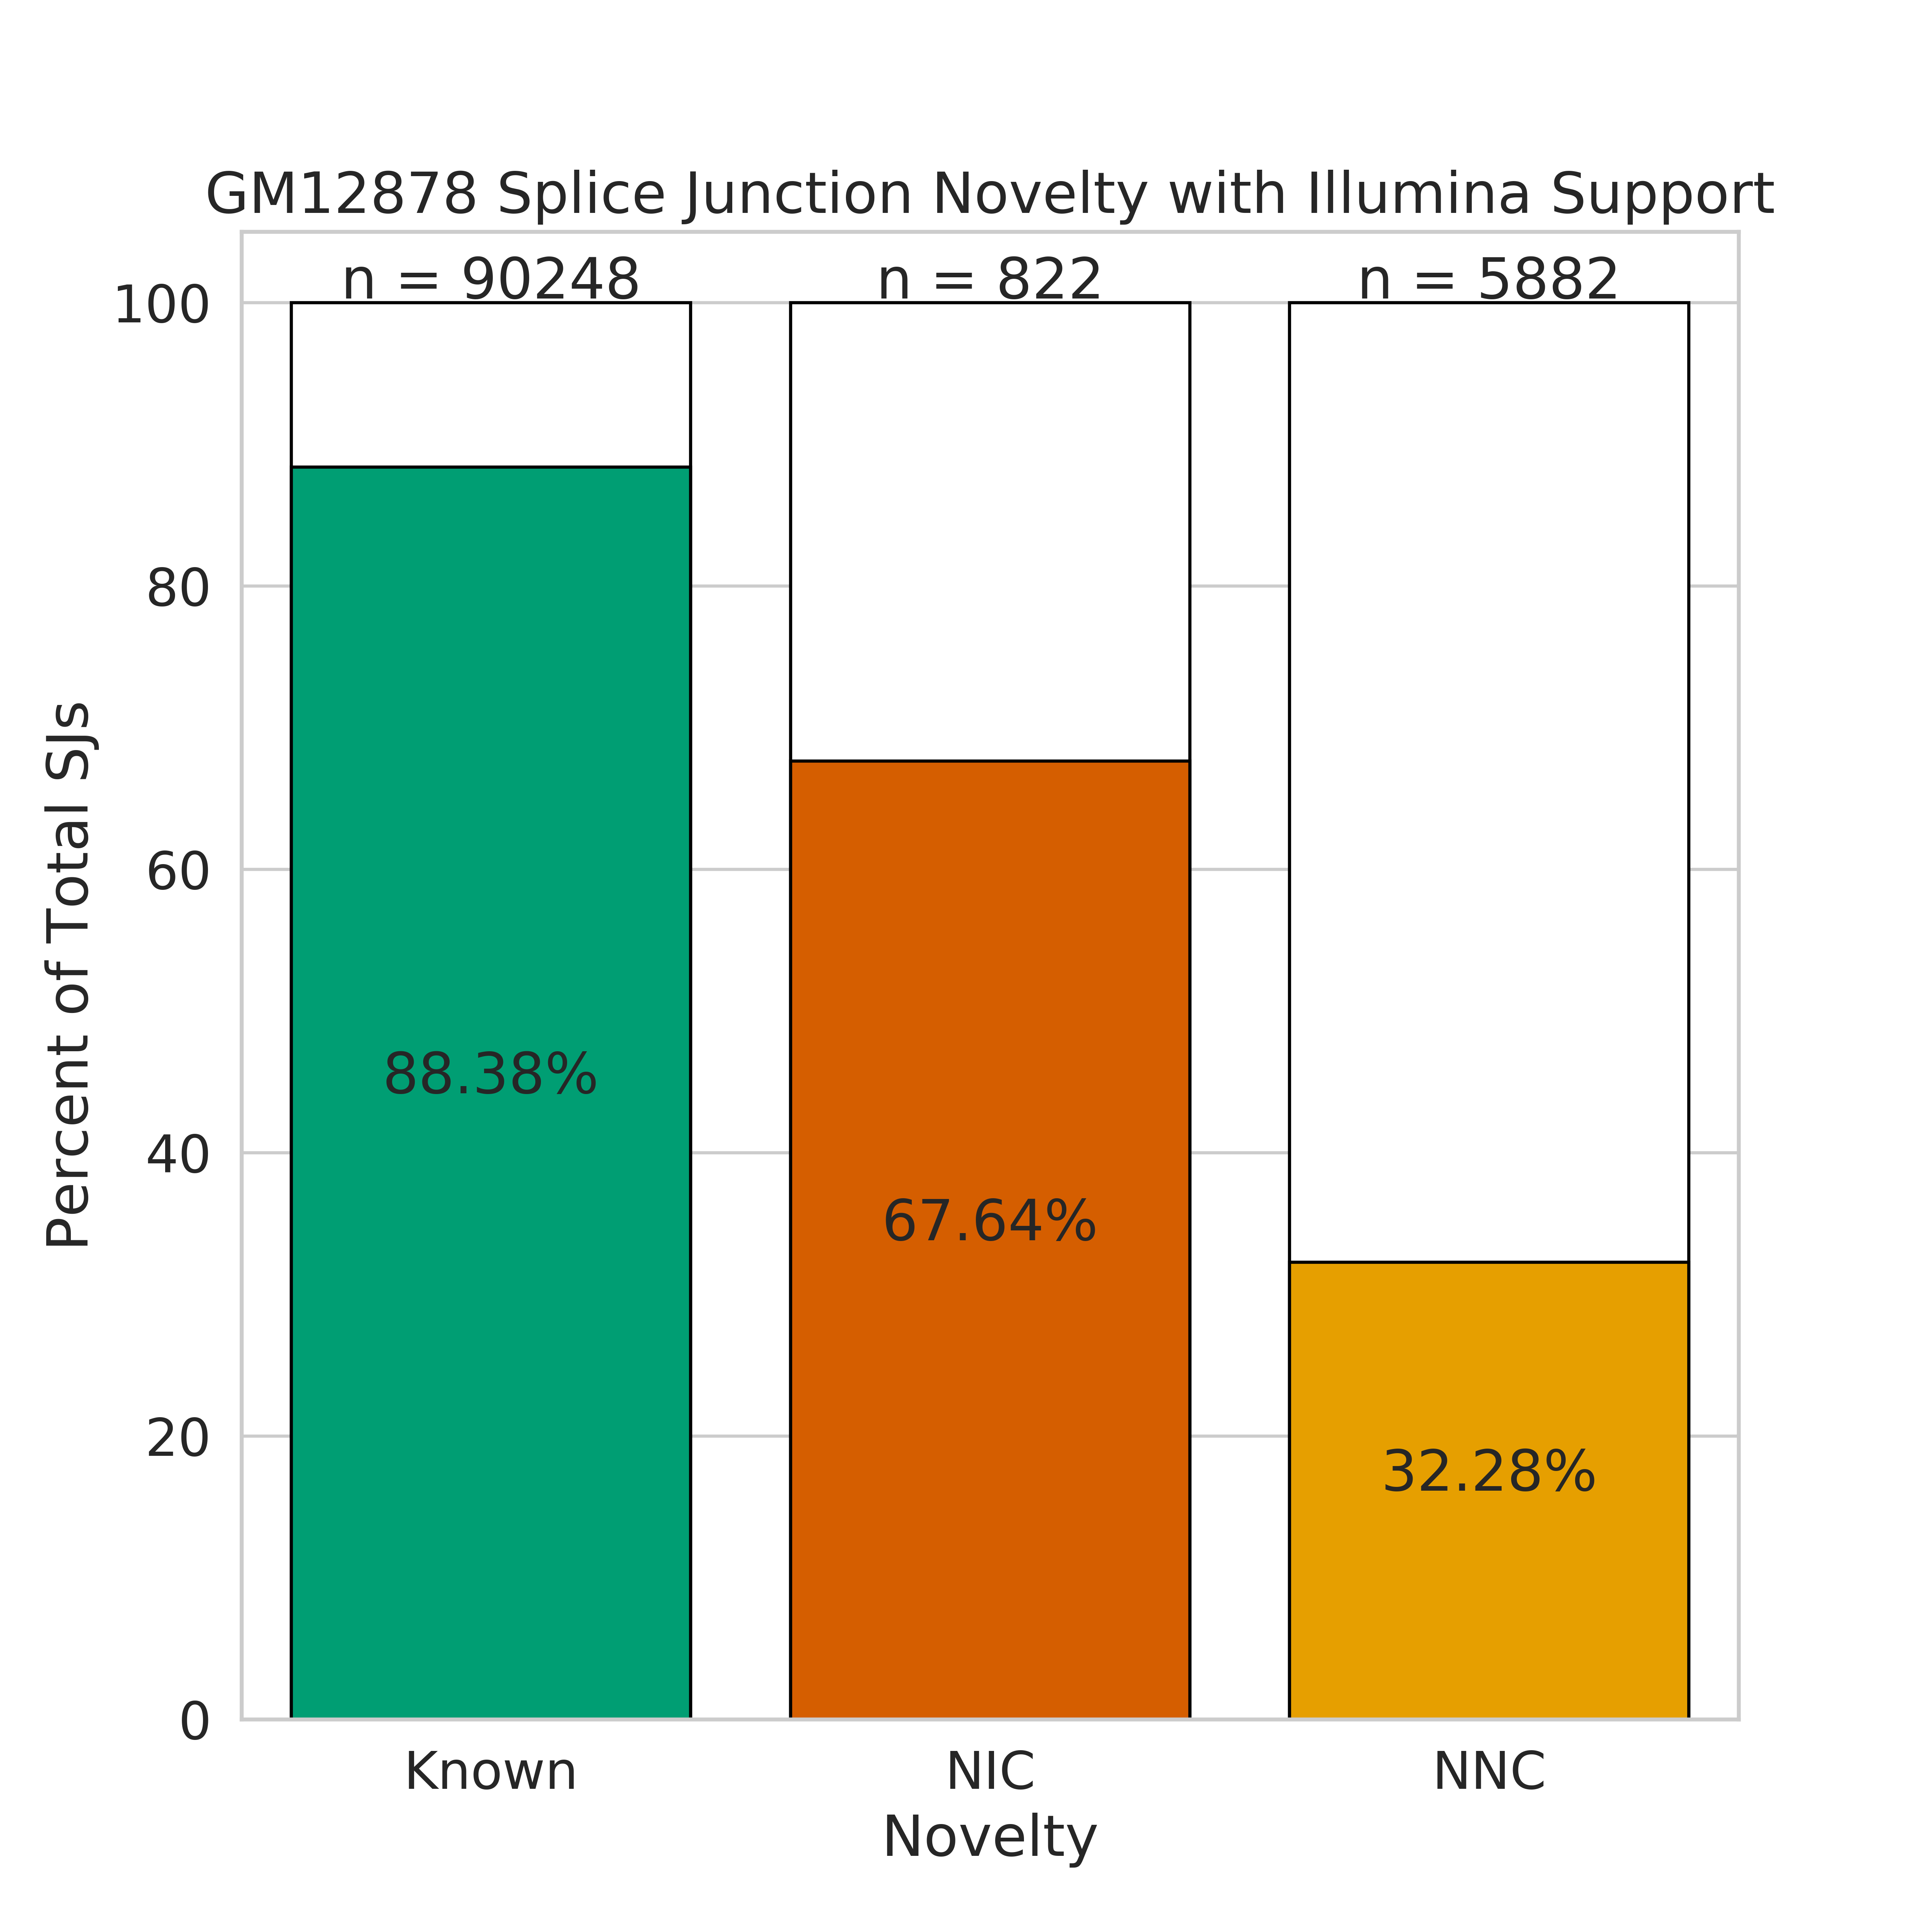 GM12878 Splice Junction Novelty with Illumina Support
n = 90248
n = 822
n = 5882
100
80
60
40
20
0
Percent of Total SJs
88.38%
67.64%
32.28%
Known
NIC
NNC
Novelty